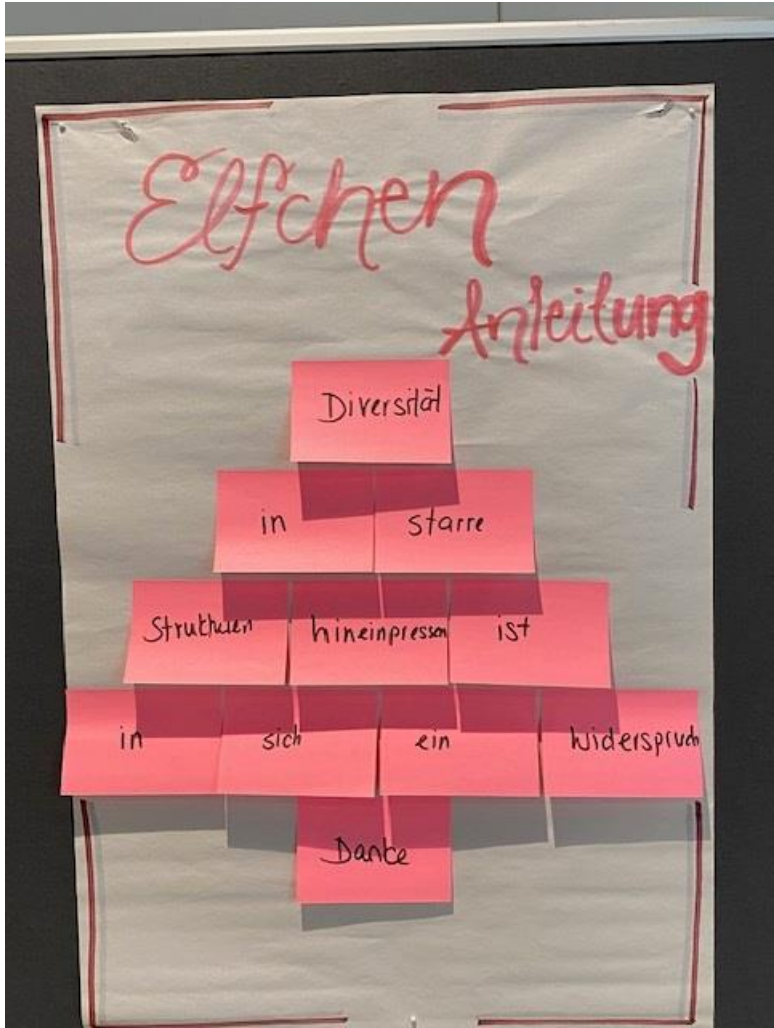 Elfchen
Anleitung
Diversität
in starre
Strukturen hineinpressen ist
in sich ein Widerspruch
Danke